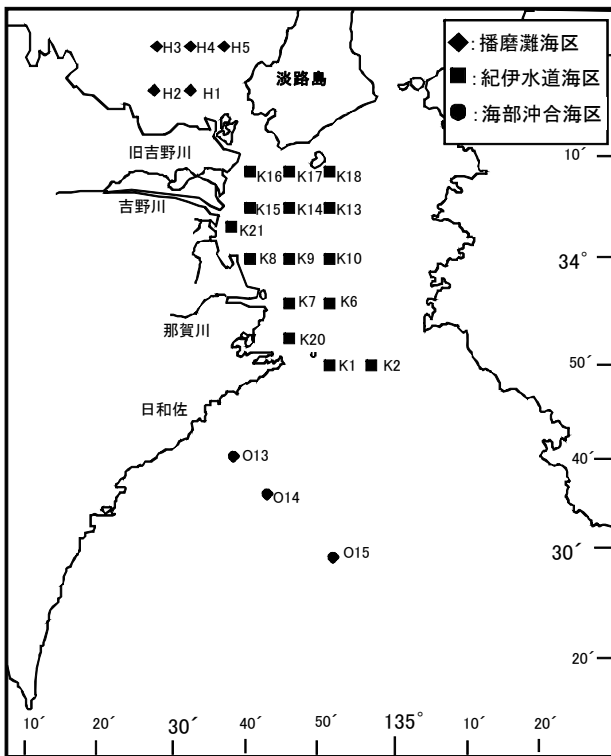 H3 H4 H5
◆: 播磨灘海区
■: 紀伊水道海区
●: 海部沖合海区
淡路島
H2 H1
旧吉野川
10´
K16 K17 K18
吉野川
K15 K14 K13
K21
K8 K9 K10
34°
K7 K6
那賀川
K20
K1 K2
50´
日和佐
O13
40´
O14
O15
30´
20´
10´ 20´ 30´ 40´ 50´ 135° 10´ 20´